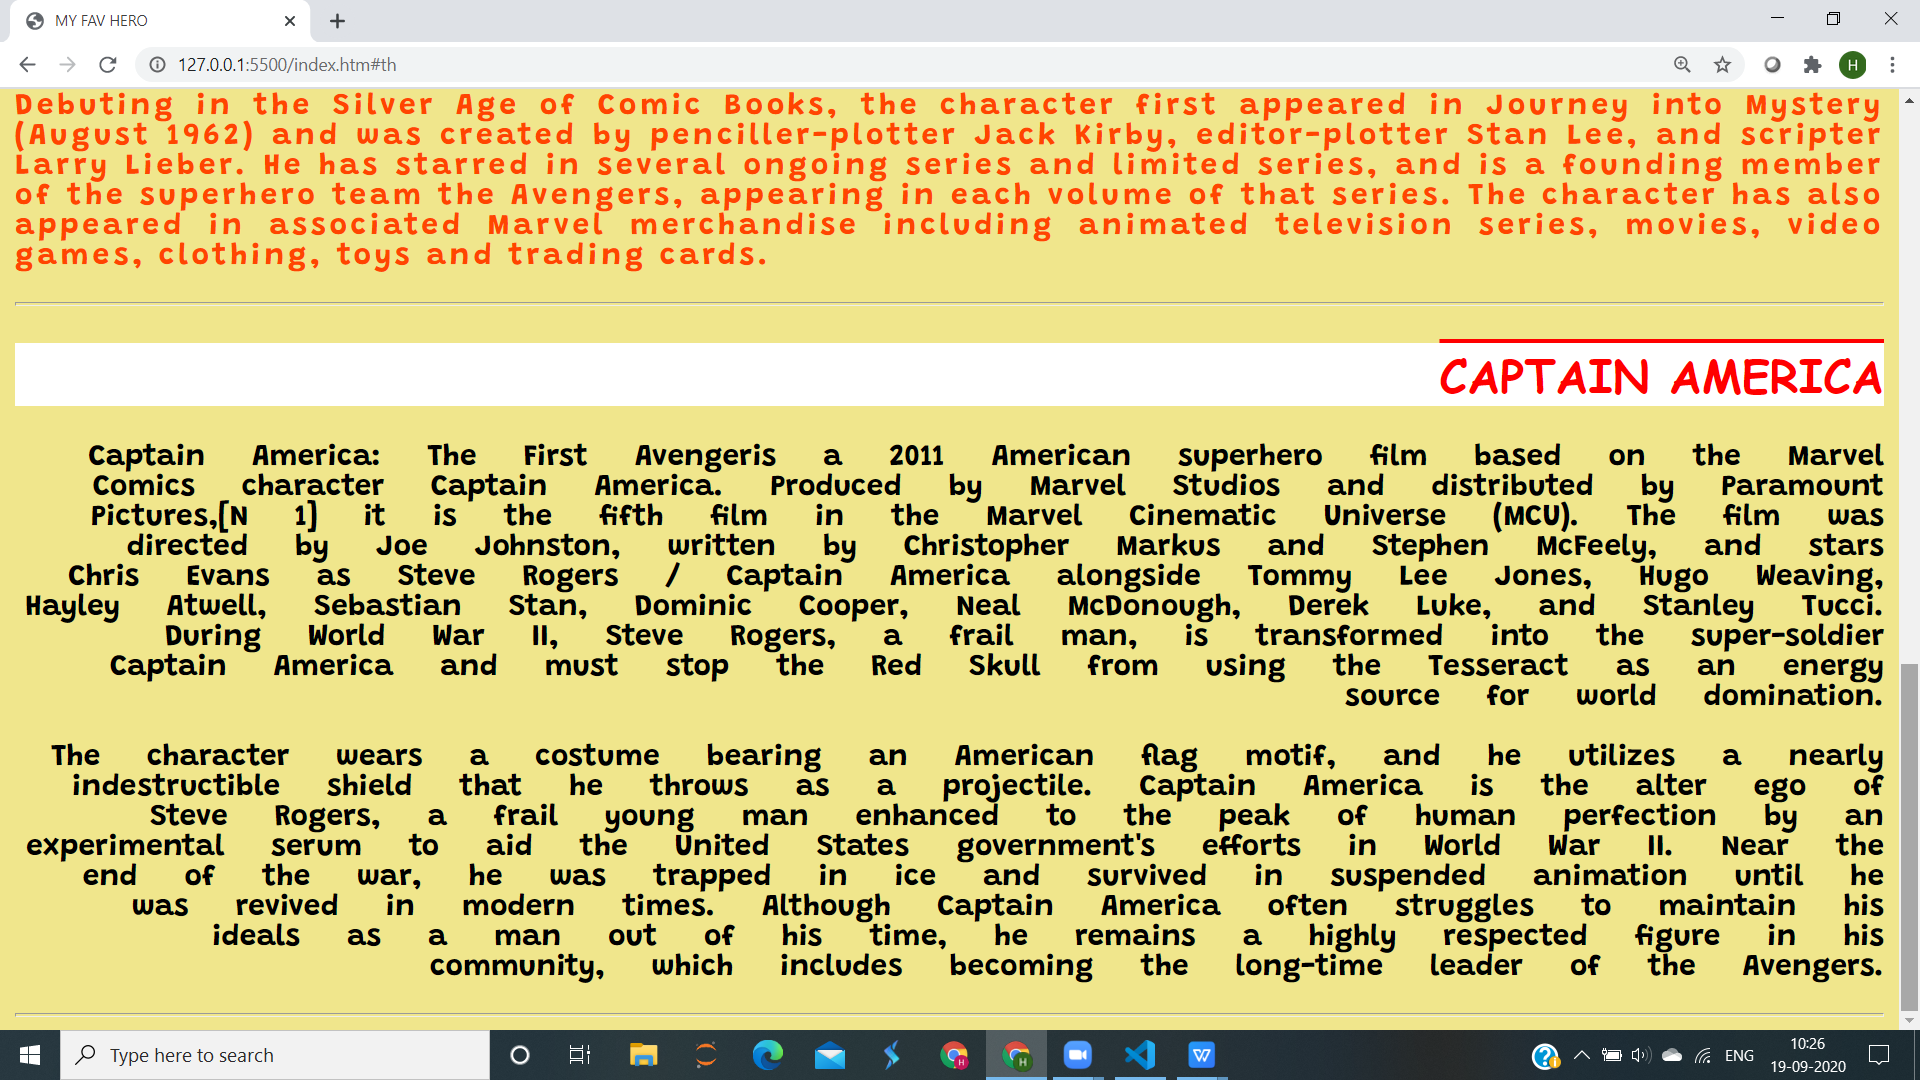 MY FAV HERO
127.0.0.1:5500/index.htm#th
H
Debuting in the Silver Age of Comic Books, the character first appeared in Journey into Mystery
(August 1962) and was created by penciller-plotter Jack Kirby, editor-plotter Stan Lee, and scripter
Larry Lieber. He has starred in several ongoing series and limited series, and is a founding member
of the superhero team the Avengers, appearing in each volume of that series. The character has also
appeared in associated Marvel merchandise including animated television series, movies, video
games, clothing, toys and trading cards.
CAPTAIN AMERICA
Captain America: The First Avengeris a 2011 American superhero film based on the Marvel
Comics character Captain America. Produced by Marvel Studios and distributed by Paramount
Pictures,[N 1] it is the fifth film in the Marvel Cinematic Universe (MCU). The film was
directed by Joe Johnston, written by Christopher Markus and Stephen McFeely, and stars
Chris Evans as Steve Rogers / Captain America alongside Tommy Lee Jones, Hugo Weaving,
Hayley Atwell, Sebastian Stan, Dominic Cooper, Neal McDonough, Derek Luke, and Stanley Tucci.
During World War II, Steve Rogers, a frail man, is transformed into the super-soldier
Captain America and must stop the Red Skull from using the Tesseract as an energy
source for world domination.
The character wears a costume bearing an American flag motif, and he utilizes a nearly
indestructible shield that he throws as a projectile. Captain America is the alter ego of
Steve Rogers, a frail young man enhanced to the peak of human perfection by an
experimental serum to aid the United States government's efforts in World War II. Near the
end of the war, he was trapped in ice and survived in suspended animation until he
was revived in modern times. Although Captain America often struggles to maintain his
ideals as a man out of his time, he remains a highly respected figure in his
community, which includes becoming the long-time leader of the Avengers.
Type here to search
ENG
10:26
19-09-2020